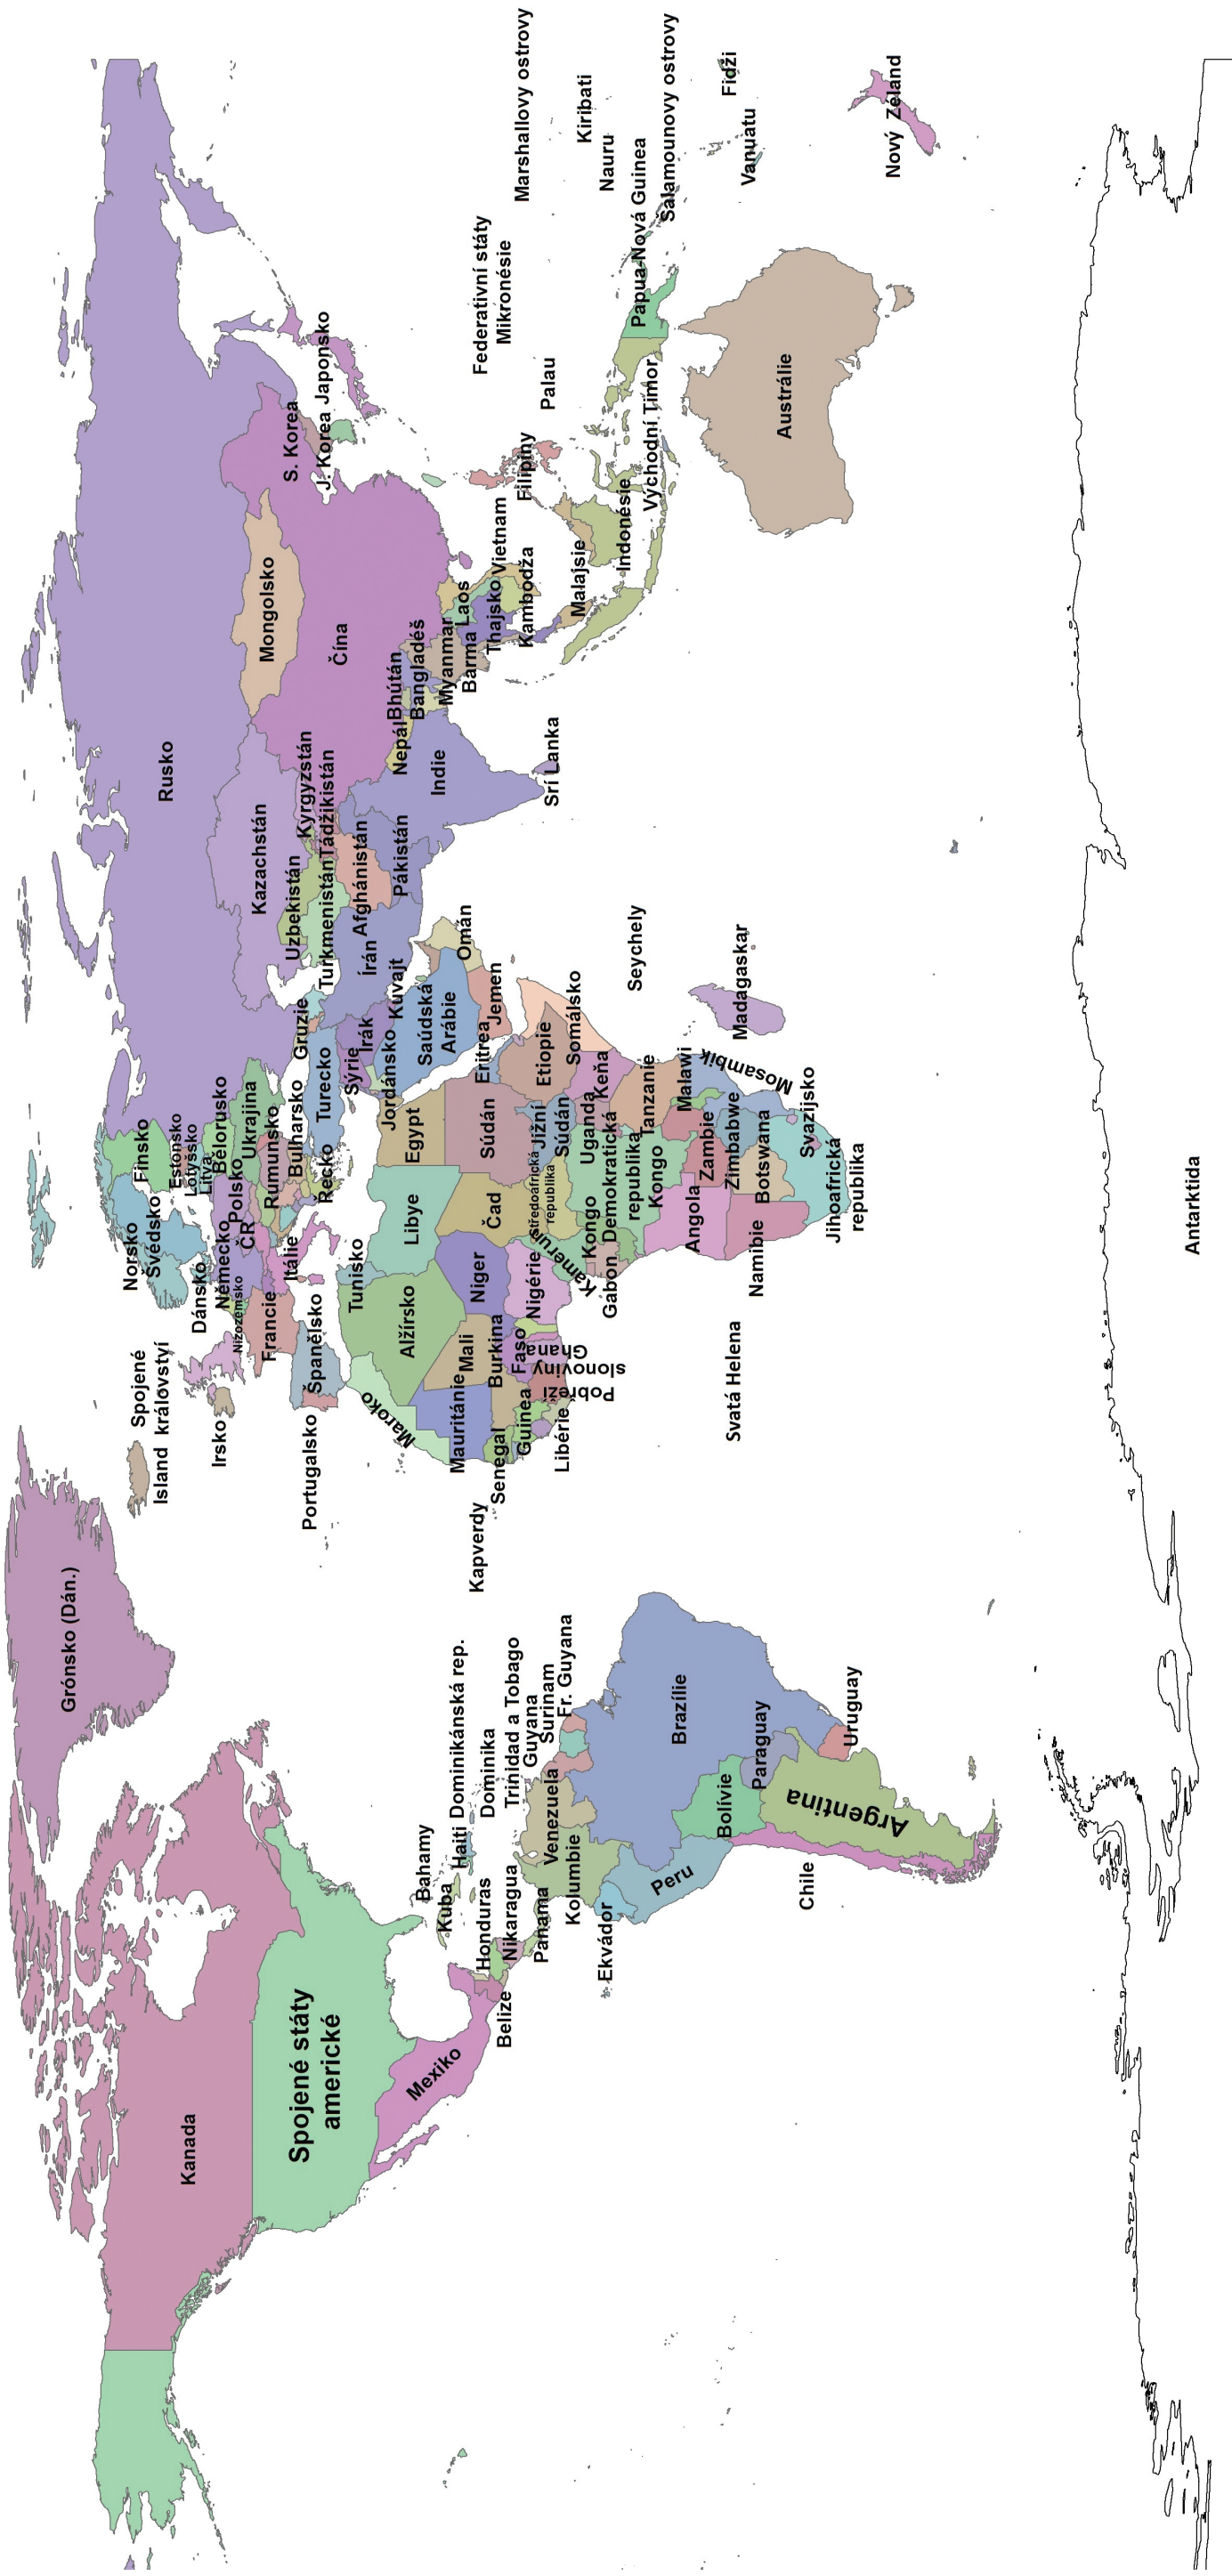 Grónsko (Dán.)
Kanada
Spojené státy
americké
Mexiko
Bahamy
Kuba
Haiti
Dominikánská rep.
Dominika
Trinidad a Tobago
Belize
Honduras
Nikaragua
Panama
Guyana
Surinam
Fr. Guyana
Venezuela
Kolumbie
Ekvádor
Peru
Brazílie
Bolívie
Paraguay
Uruguay
Argentina
Chile
Island
Spojené
království
Irsko
Norsko
Švédsko
Finsko
Estonsko
Lotyšsko
Litva
Dánsko
Bělorusko
Německo
Nizozemsko
Polsko
Ukrajina
ČR
Francie
Itálie
Rumunsko
Bulharsko
Řecko
Portugalsko
Španělsko
Rusko
Kazachstán
Mongolsko
Čína
S. Korea
J. Korea
Japonsko
Gruzie
Turecko
Uzbekistán
Turkmenistán
Kyrgyzstán
Tádžikistán
Afghánistán
Pákistán
Írán
Irák
Sýrie
Kuvajt
Jordánsko
Saúdská
Arábie
Omán
Jemen
Nepál
Bhútán
Bangladéš
Indie
Srí Lanka
Myanmar
Barma
Laos
Thajsko
Vietnam
Kambodža
Filipíny
Malajsie
Indonésie
Východní Timor
Palau
Federativní státy
Mikronésie
Marshallovy ostrovy
Kiribati
Nauru
Papua-Nová Guinea
Šalamounovy ostrovy
Vanuatu
Fidži
Austrálie
Nový Zéland
Maroko
Tunisko
Alžírsko
Libye
Egypt
Mauritánie
Mali
Niger
Čad
Súdán
Eritrea
Kapverdy
Senegal
Guinea
Libérie
Pobřeží
slonoviny
Ghana
Burkina
Faso
Nigérie
Kamerun
Středoafrická
republika
Jižní
Súdán
Etiopie
Somálsko
Gabon
Kongo
Demokratická
republika
Kongo
Uganda
Keňa
Tanzanie
Seychely
Angola
Zambie
Malawi
Mosambik
Madagaskar
Namibie
Botswana
Zimbabwe
Svazijsko
Jihoafrická
republika
Svatá Helena
Antarktida